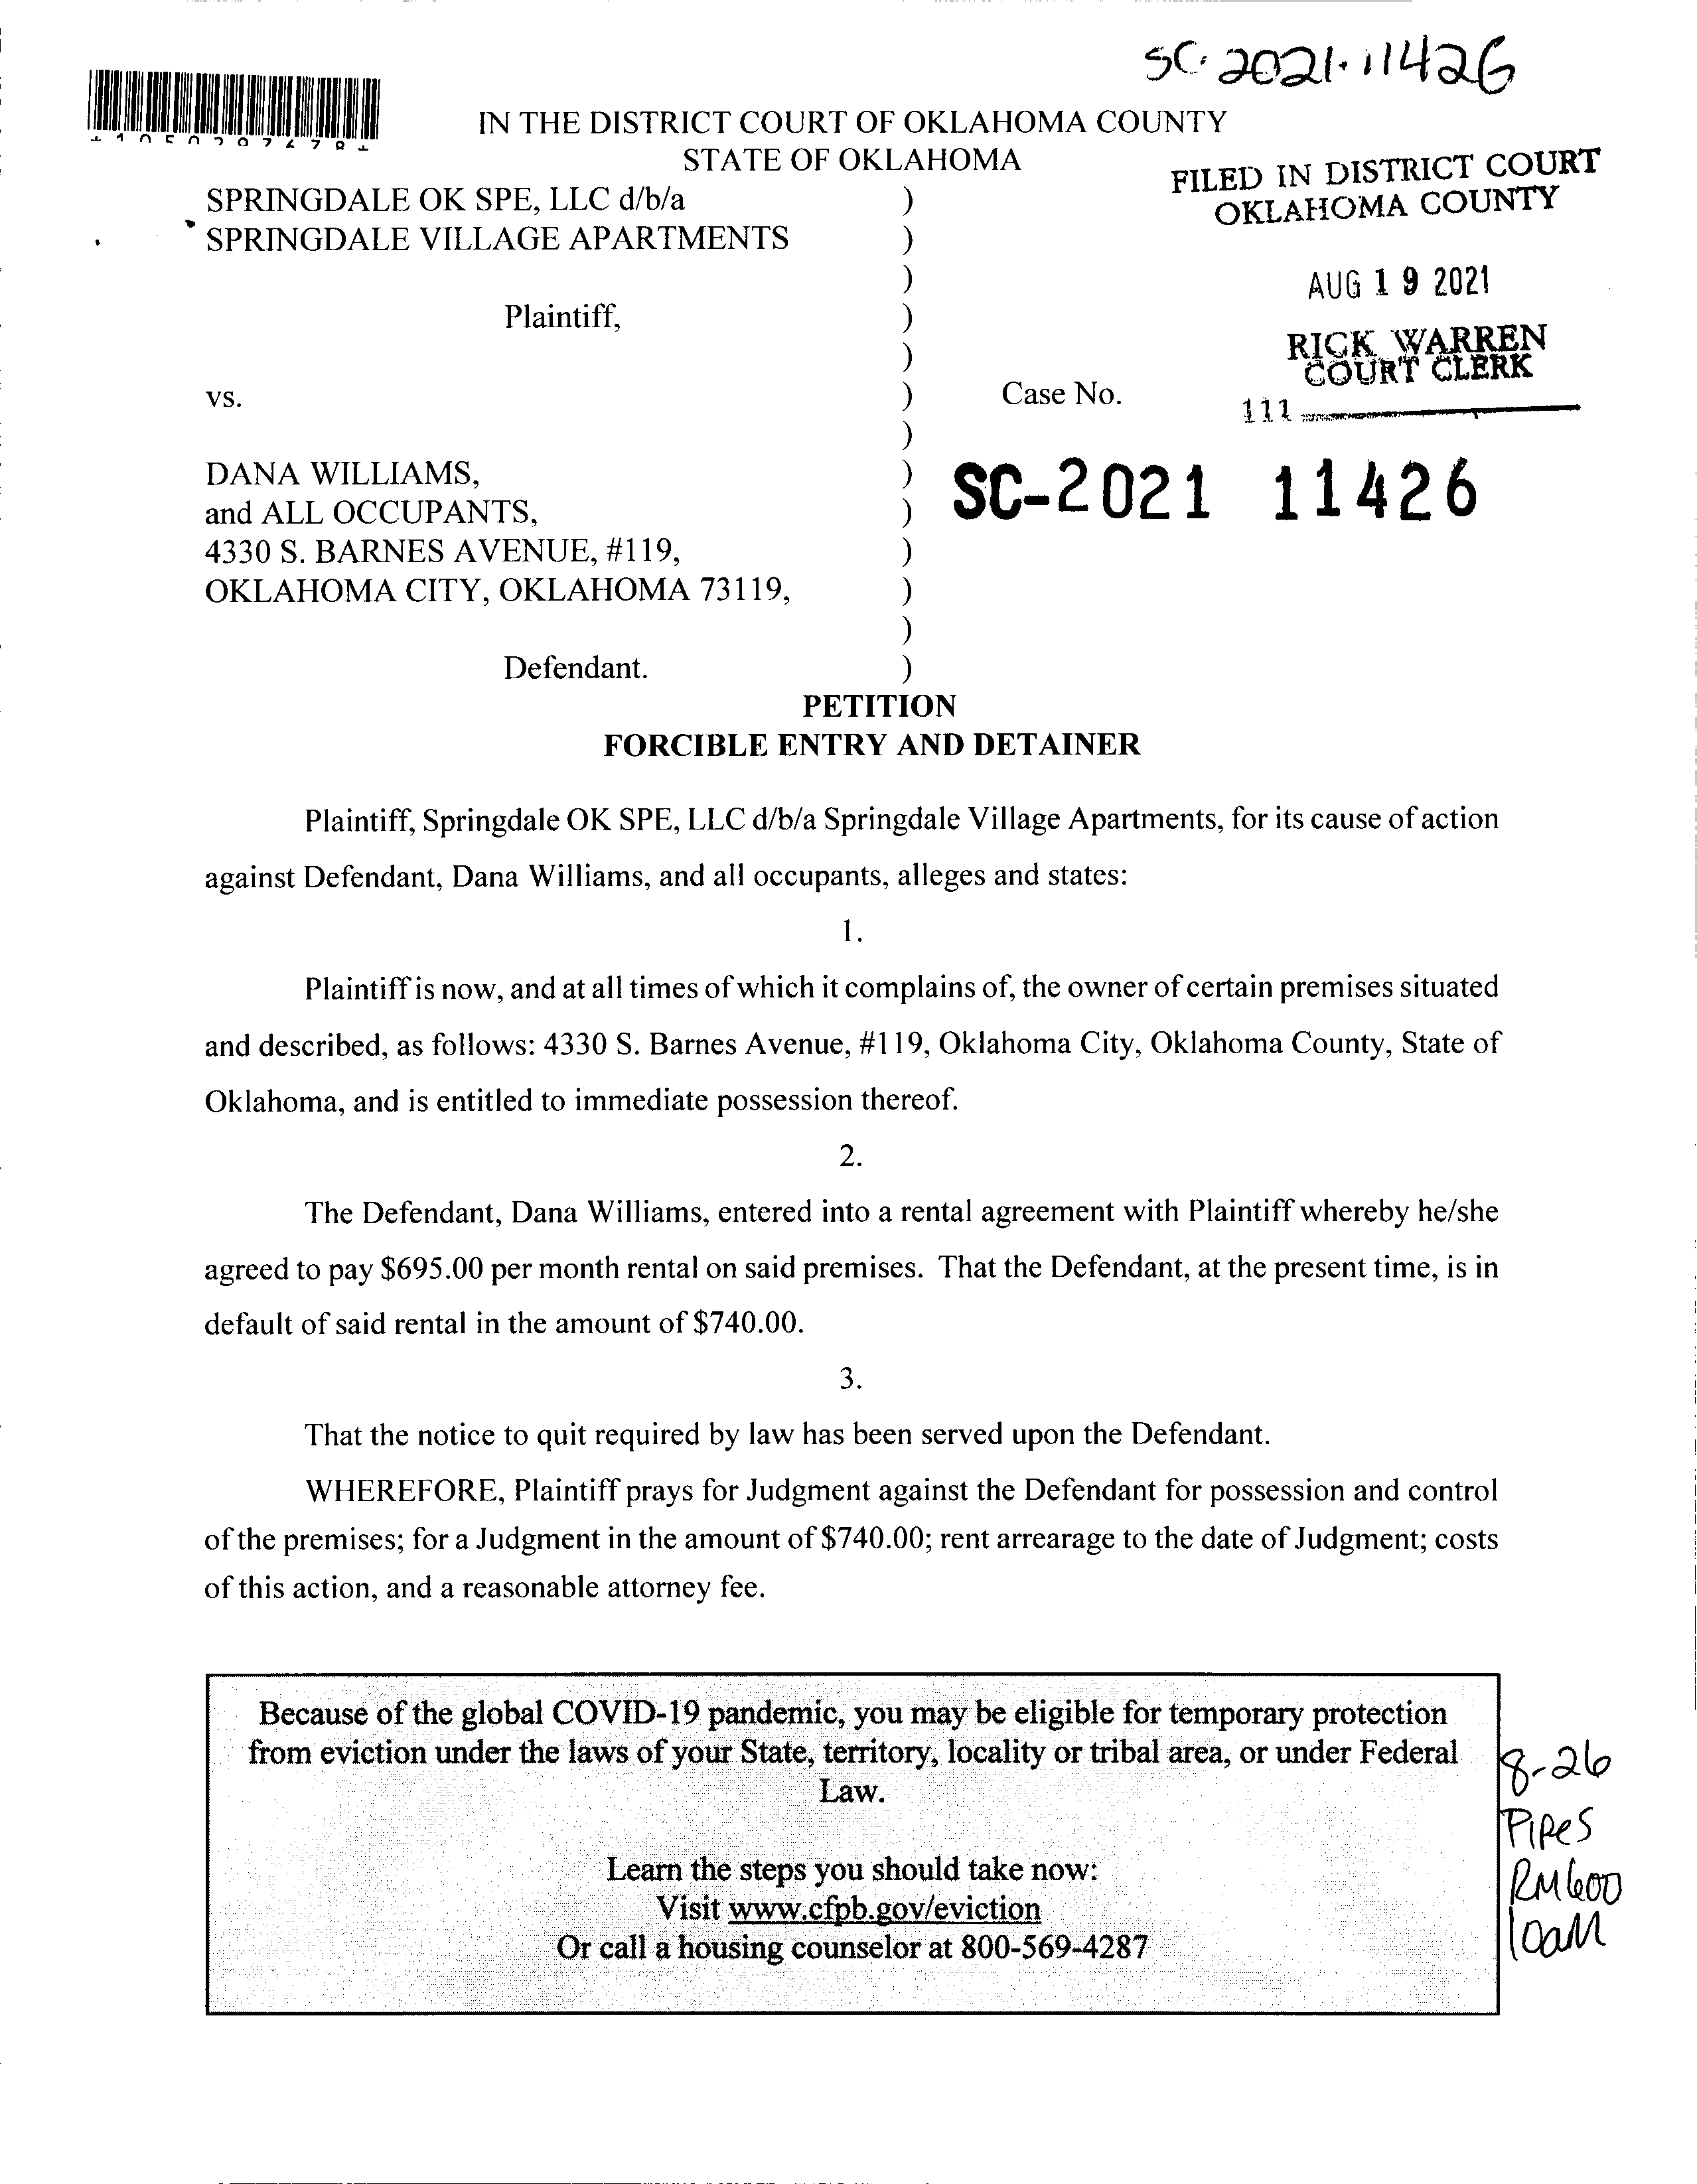 SC-2021-11426
IN THE DISTRICT COURT OF OKLAHOMA COUNTY
STATE OF OKLAHOMA
FILED IN DISTRICT COURT
OKLAHOMA COUNTY
AUG 19 2021
RICK WARREN
COURT CLERK
111
SPRINGDALE OK SPE, LLC d/b/a )
SPRINGDALE VILLAGE APARTMENTS )
)
Plaintiff, )
)
vs. ) Case No.
)
DANA WILLIAMS, ) SC-2021 11426
and ALL OCCUPANTS, )
4330 S. BARNES AVENUE, #119, )
OKLAHOMA CITY, OKLAHOMA 73119, )
)
Defendant. )
PETITION
FORCIBLE ENTRY AND DETAINER
Plaintiff, Springdale OK SPE, LLC d/b/a Springdale Village Apartments, for its cause of action
against Defendant, Dana Williams, and all occupants, alleges and states:
1.
Plaintiff is now, and at all times of which it complains of, the owner of certain premises situated
and described, as follows: 4330 S. Barnes Avenue, #119, Oklahoma City, Oklahoma County, State of
Oklahoma, and is entitled to immediate possession thereof.
2.
The Defendant, Dana Williams, entered into a rental agreement with Plaintiff whereby he/she
agreed to pay $695.00 per month rental on said premises. That the Defendant, at the present time, is in
default of said rental in the amount of $740.00.
3.
That the notice to quit required by law has been served upon the Defendant.
WHEREFORE, Plaintiff prays for Judgment against the Defendant for possession and control
of the premises; for a Judgment in the amount of $740.00; rent arrearage to the date of Judgment; costs
of this action, and a reasonable attorney fee.
Because of the global COVID-19 pandemic, you may be eligible for temporary protection
from eviction under the laws of your State, territory, locality or tribal area, or under Federal
Law.
Learn the steps you should take now:
Visit www.cfpb.gov/eviction
Or call a housing counselor at 800-569-4287
8-26
Pipes
RM600
10aM